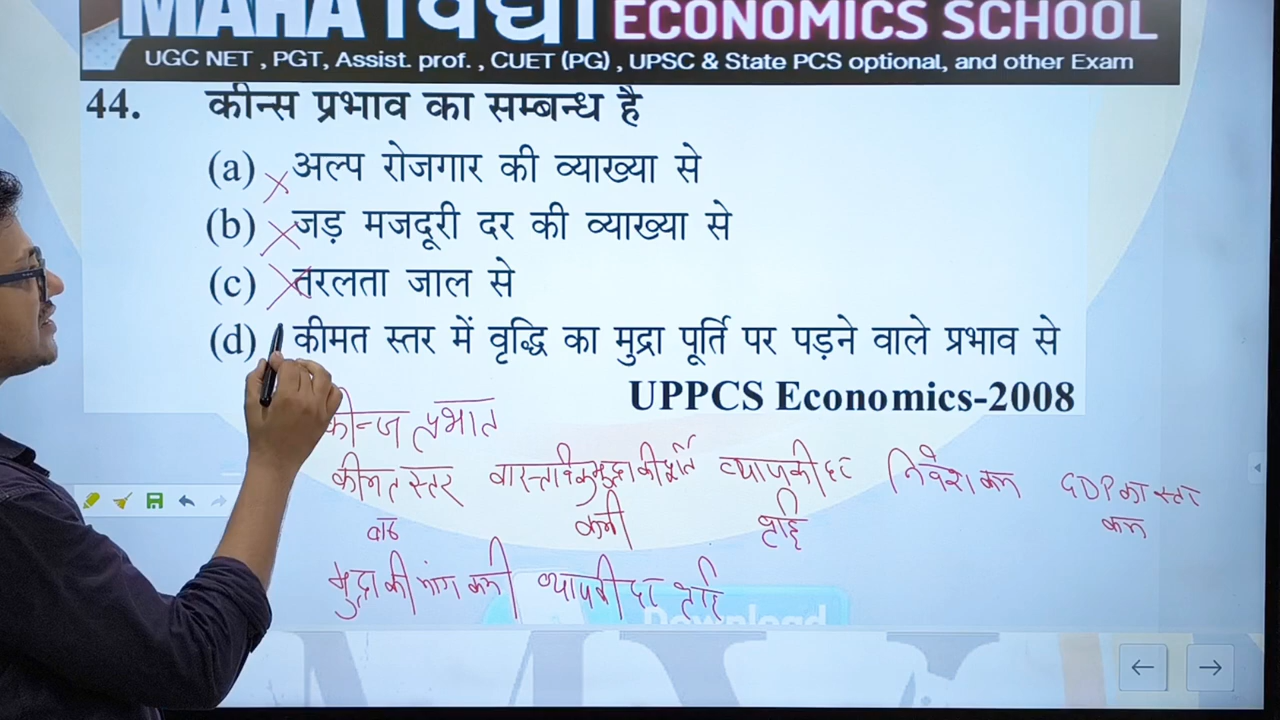 MAHA विद्या ECONOMICS SCHOOL
UGC NET , PGT, Assist. prof. , CUET (PG) , UPSC & State PCS optional, and other Exam
44. कीन्स प्रभाव का सम्बन्ध है
(a) अल्प रोजगार की व्याख्या से
(b) जड़ मजदूरी दर की व्याख्या से
(c) तरलता जाल से
(d) कीमत स्तर में वृद्धि का मुद्रा पूर्ति पर पड़ने वाले प्रभाव से
UPPCS Economics-2008
कीन्ज प्रभाव
कीमत स्तर वास्तविक मुद्रा की पूर्ति ब्याज की दर निवेश कम GDP का स्तर
कमी वृद्धि कम
मुद्रा की मांग कमी ब्याज की दर वृद्धि
Download